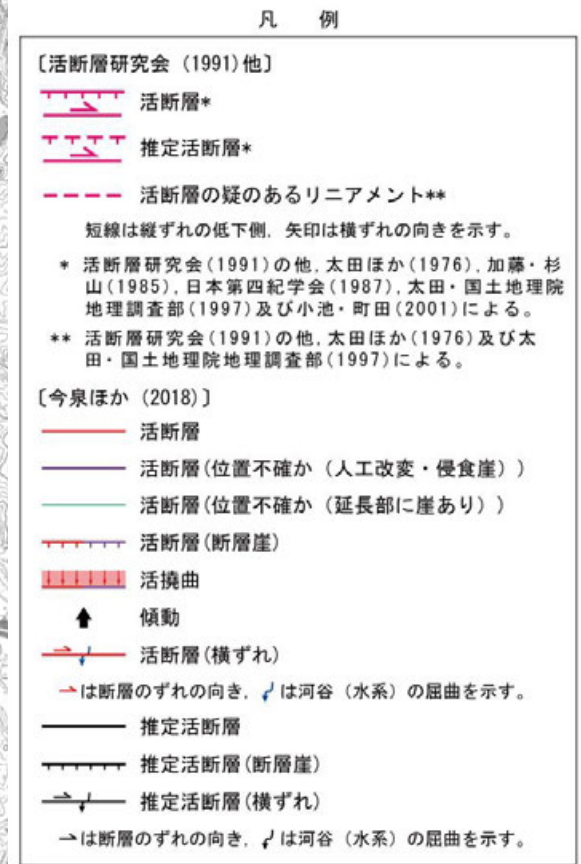 凡 例
〔活断層研究会 (1991)他〕
活断層*
推定活断層*
活断層の疑のあるリニアメント**
短線は縦ずれの低下側, 矢印は横ずれの向きを示す。
* 活断層研究会(1991)の他, 太田ほか(1976), 加藤・杉
山(1985), 日本第四紀学会(1987), 太田・国土地理院
地理調査部(1997)及び小池・町田(2001)による。
** 活断層研究会(1991)の他, 太田ほか(1976)及び太
田・国土地理院地理調査部(1997)による。
〔今泉ほか (2018)〕
活断層
活断層(位置不確か (人工改変・侵食崖))
活断層(位置不確か (延長部に崖あり))
活断層(断層崖)
活撓曲
傾動
活断層(横ずれ)
は断層のずれの向き, は河谷 (水系) の屈曲を示す。
推定活断層
推定活断層(断層崖)
推定活断層(横ずれ)
は断層のずれの向き, は河谷 (水系) の屈曲を示す。